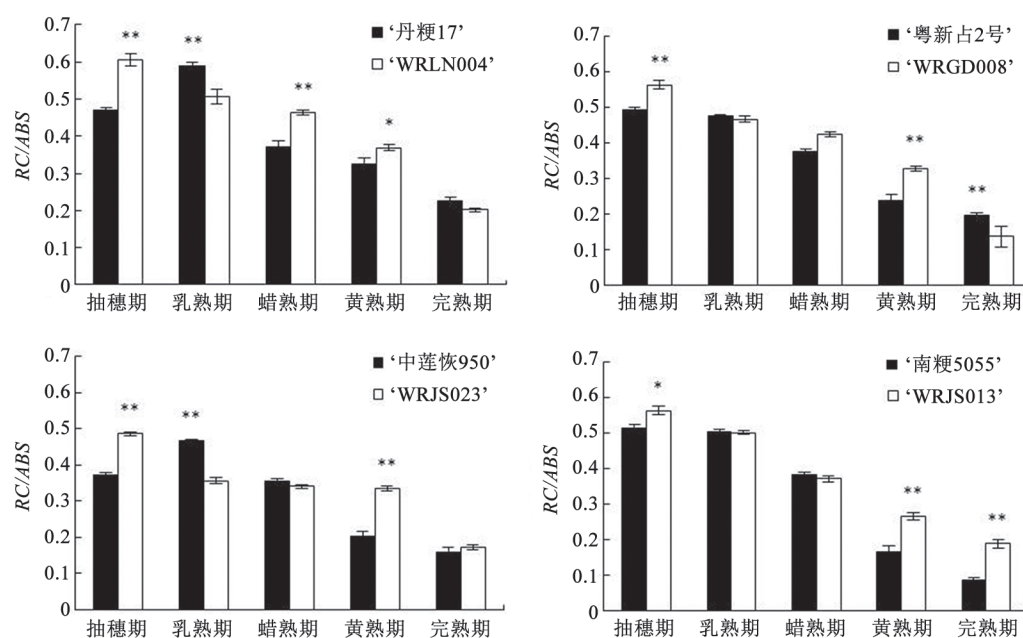 0.7
0.6
0.5
0.4
0.3
0.2
0.1
0
RC/ABS
‘丹粳17’
‘WRLN004’
**
**
**
*
抽穗期 乳熟期 蜡熟期 黄熟期 完熟期
0.7
0.6
0.5
0.4
0.3
0.2
0.1
0
RC/ABS
‘粤新占2号’
‘WRGD008’
**
**
**
抽穗期 乳熟期 蜡熟期 黄熟期 完熟期
0.7
0.6
0.5
0.4
0.3
0.2
0.1
0
RC/ABS
‘中莲恢950’
‘WRJS023’
**
**
**
抽穗期 乳熟期 蜡熟期 黄熟期 完熟期
0.7
0.6
0.5
0.4
0.3
0.2
0.1
0
RC/ABS
‘南粳5055’
‘WRJS013’
*
**
**
抽穗期 乳熟期 蜡熟期 黄熟期 完熟期